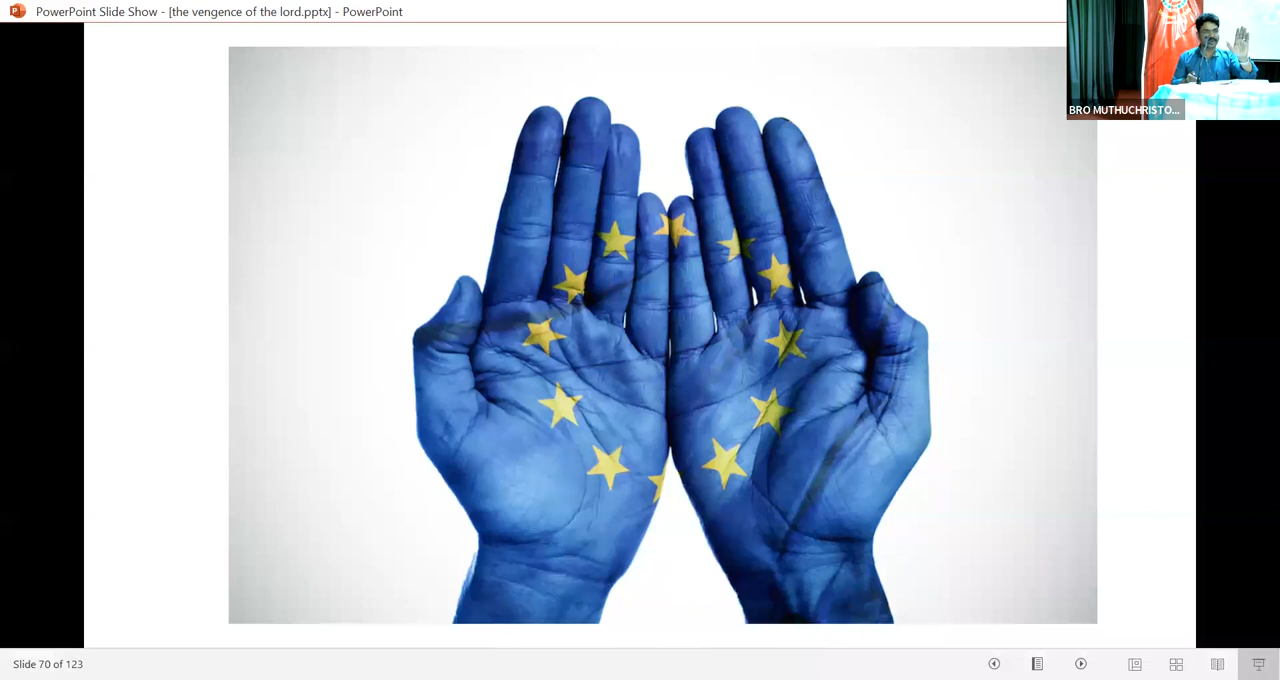 PowerPoint Slide Show - [the vengence of the lord.pptx] - PowerPoint
BRO MUTHUCHRISTO...
Slide 70 of 123